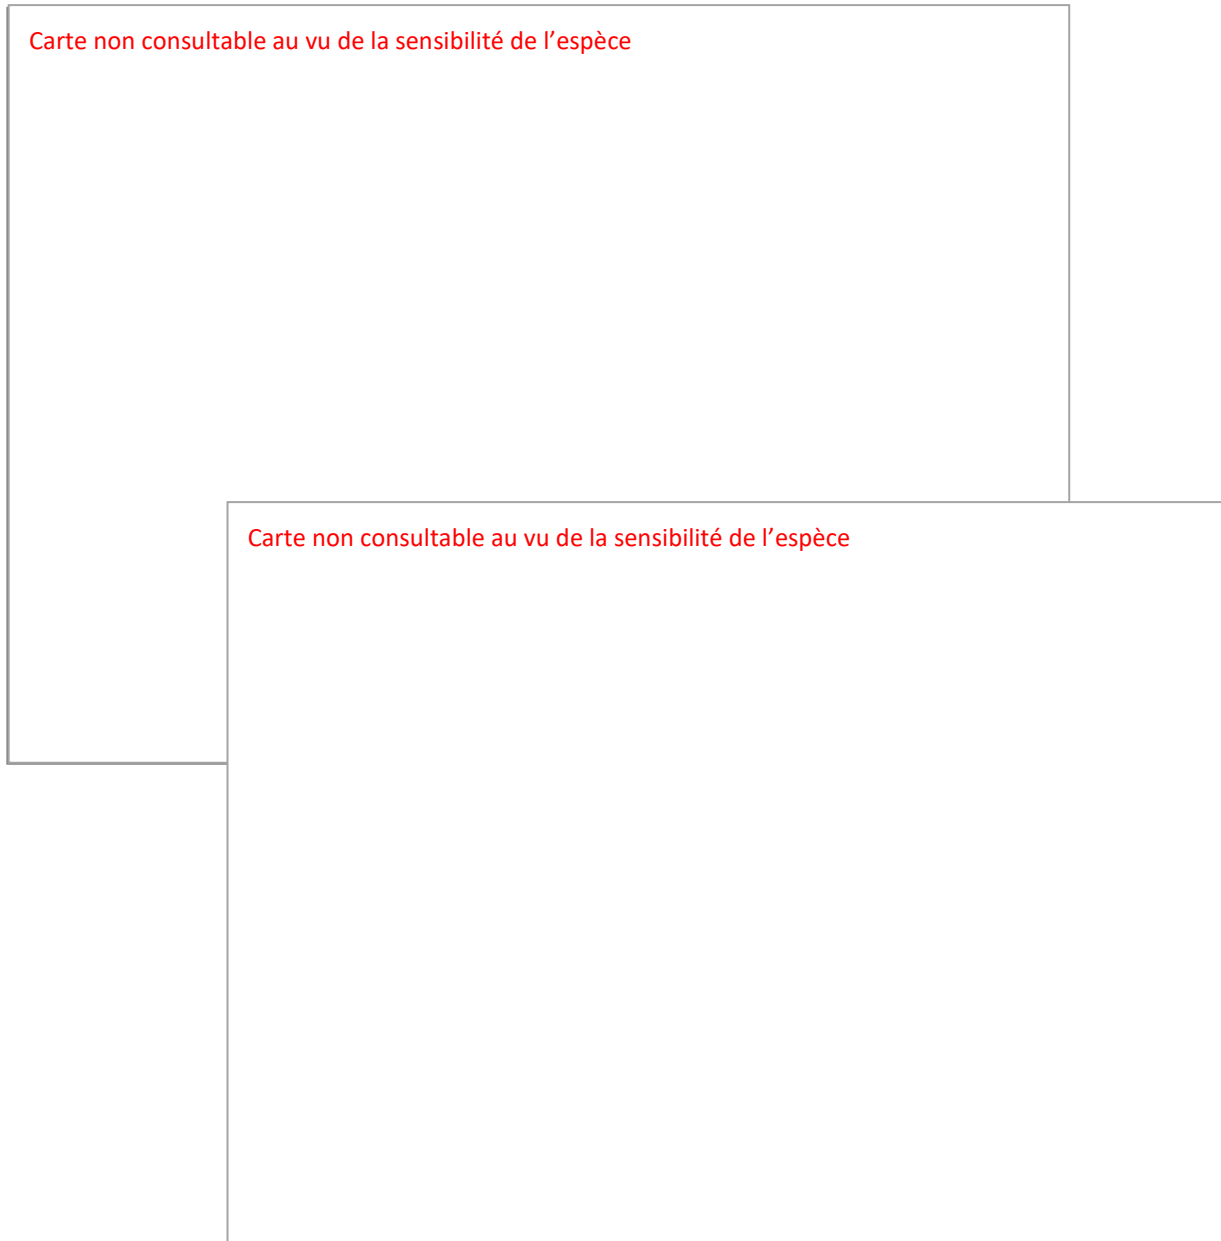 Carte non consultable au vu de la sensibilité de l’espèce
Carte non consultable au vu de la sensibilité de l’espèce